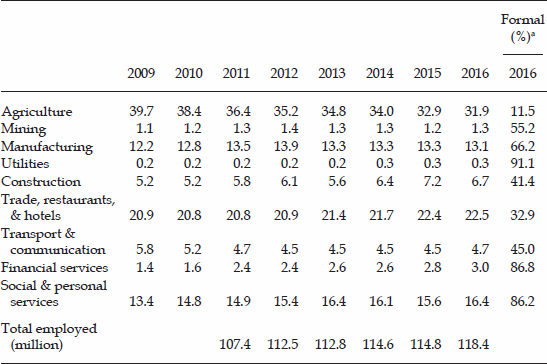 Formal
(%)ᵃ
2009 2010 2011 2012 2013 2014 2015 2016 2016
Agriculture 39.7 38.4 36.4 35.2 34.8 34.0 32.9 31.9 11.5
Mining 1.1 1.2 1.3 1.4 1.3 1.3 1.2 1.3 55.2
Manufacturing 12.2 12.8 13.5 13.9 13.3 13.3 13.3 13.1 66.2
Utilities 0.2 0.2 0.2 0.2 0.2 0.3 0.3 0.3 91.1
Construction 5.2 5.2 5.8 6.1 5.6 6.4 7.2 6.7 41.4
Trade, restaurants,
& hotels 20.9 20.8 20.8 20.9 21.4 21.7 22.4 22.5 32.9
Transport &
communication 5.8 5.2 4.7 4.5 4.5 4.5 4.5 4.7 45.0
Financial services 1.4 1.6 2.4 2.4 2.6 2.6 2.8 3.0 86.8
Social & personal
services 13.4 14.8 14.9 15.4 16.4 16.1 15.6 16.4 86.2
Total employed
(million) 107.4 112.5 112.8 114.6 114.8 118.4